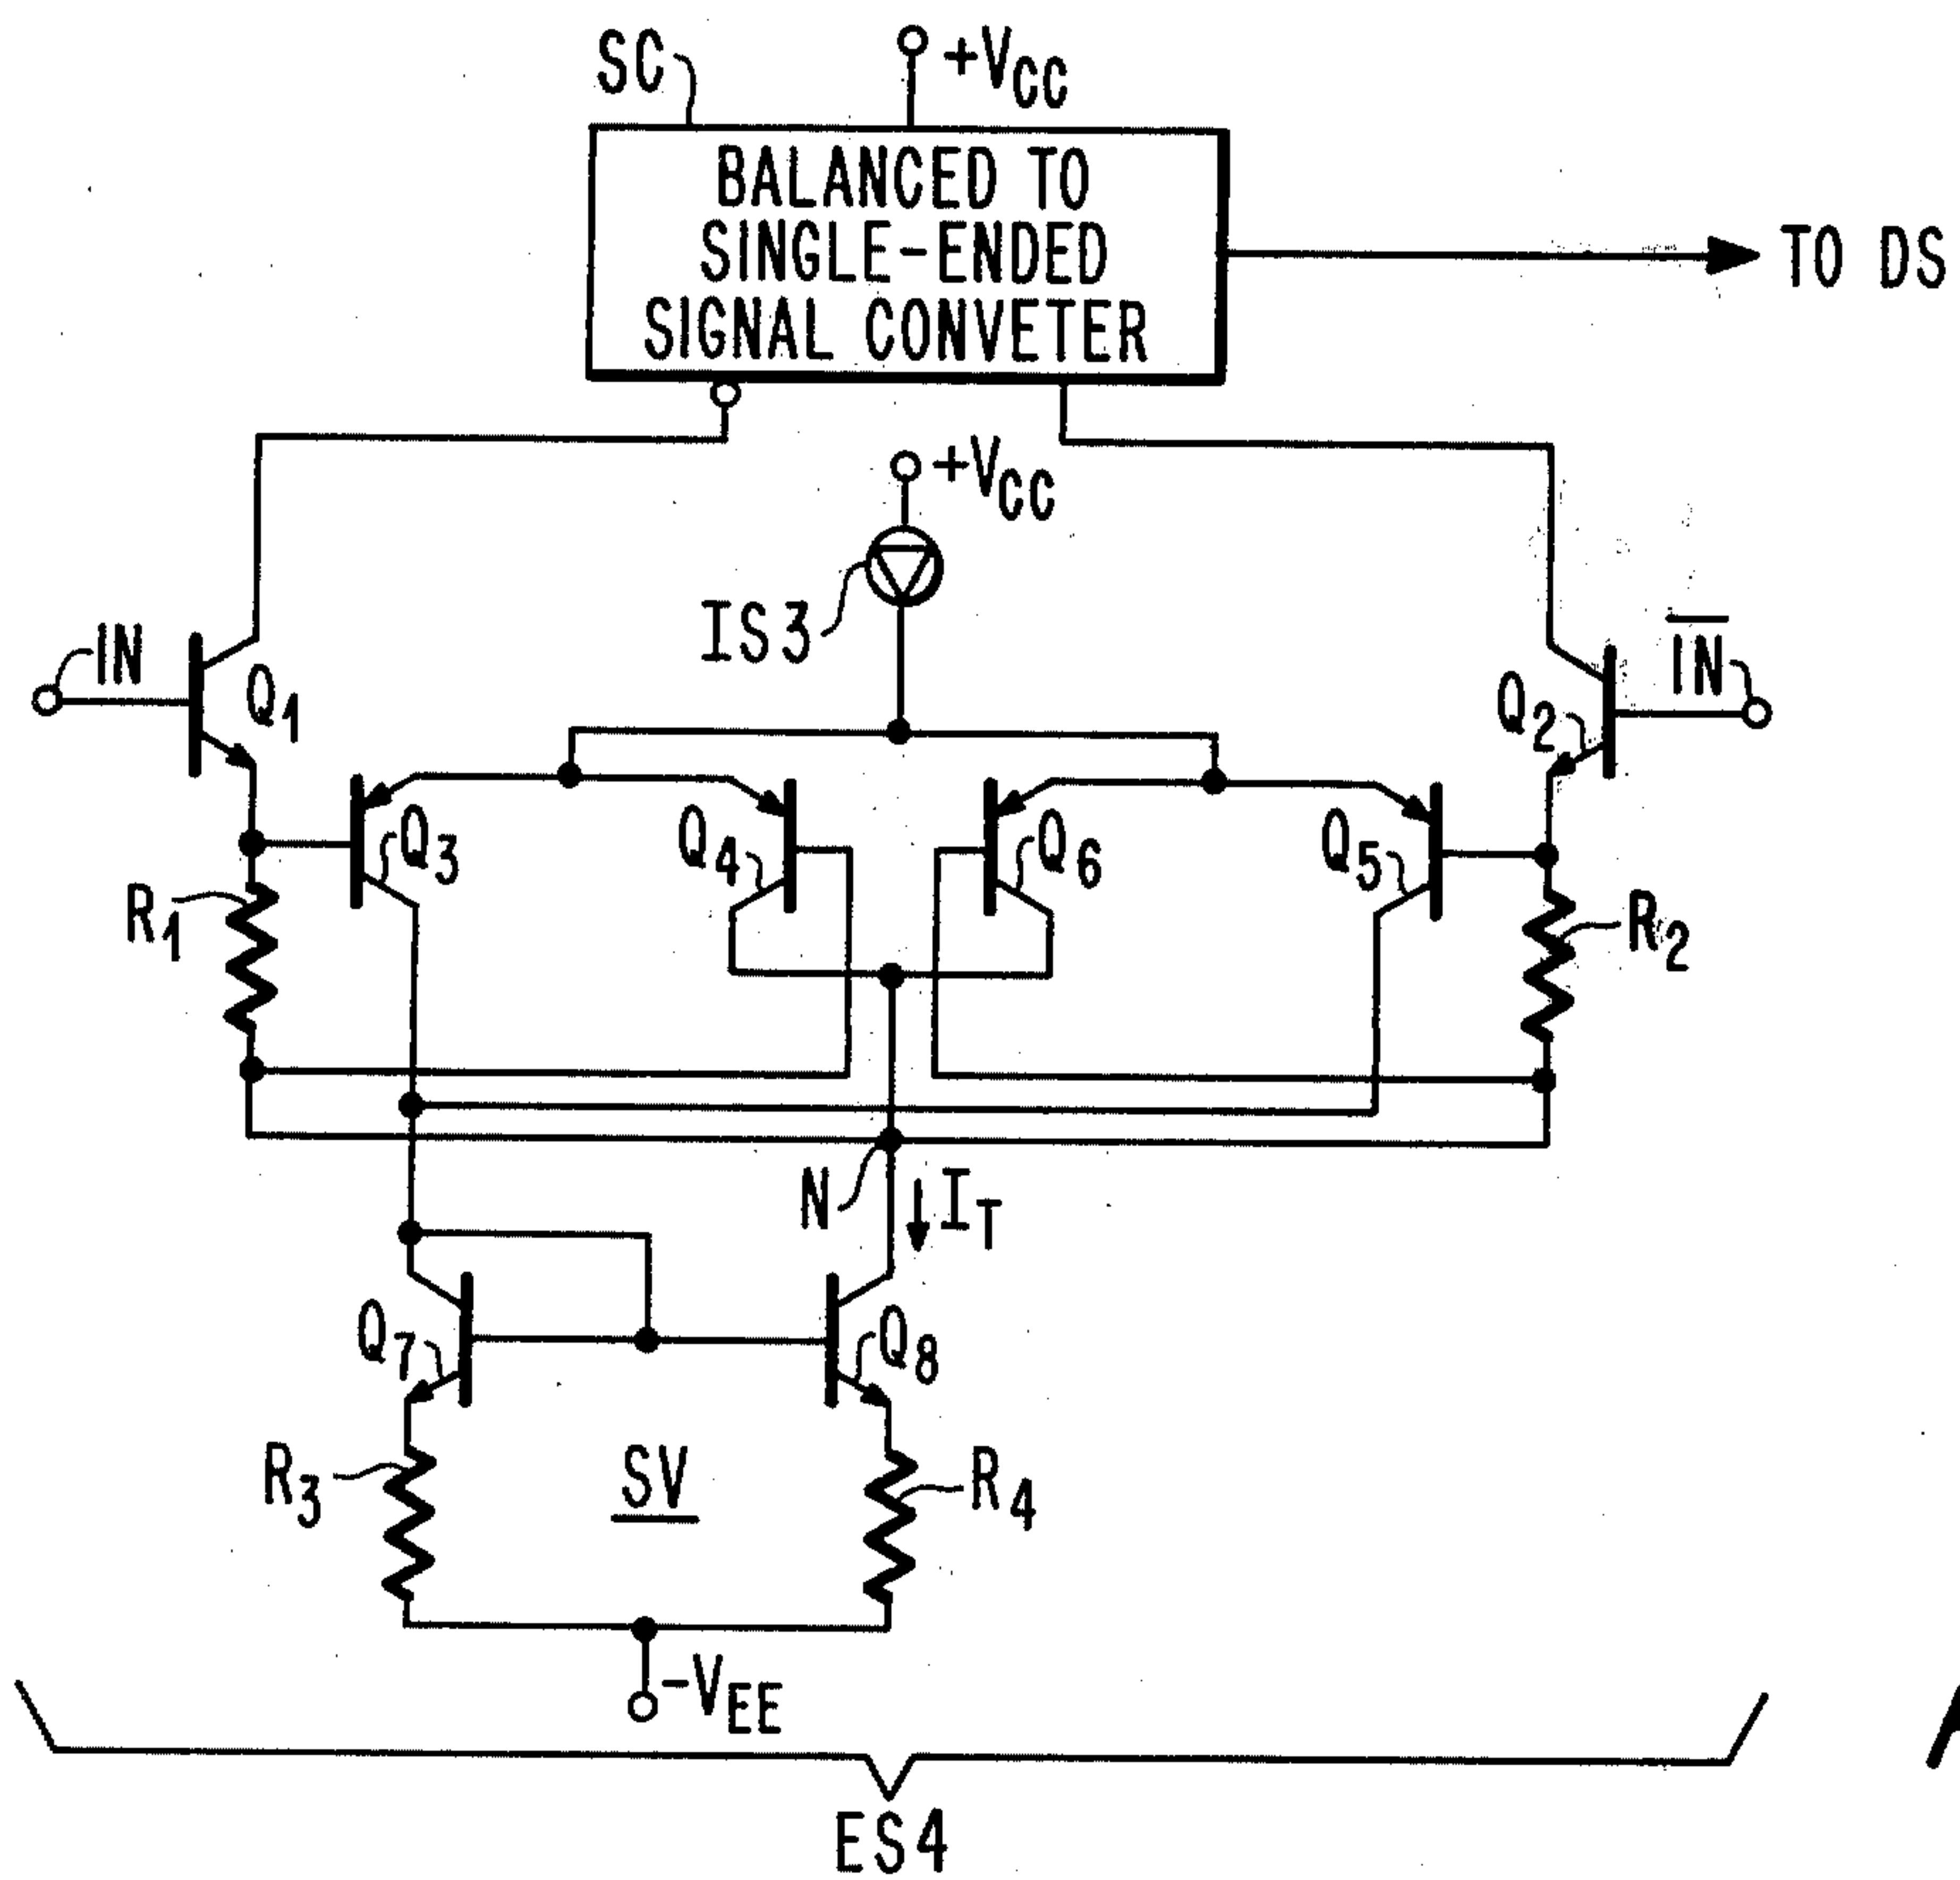 SC
+VCC
BALANCED TO
SINGLE-ENDED
SIGNAL CONVETER
TO DS
+VCC
IS3
IN
Q1
IN
Q2
Q3
Q4
Q6
Q5
R1
R2
N
IT
Q7
Q8
R3
SV
R4
-VEE
ES4